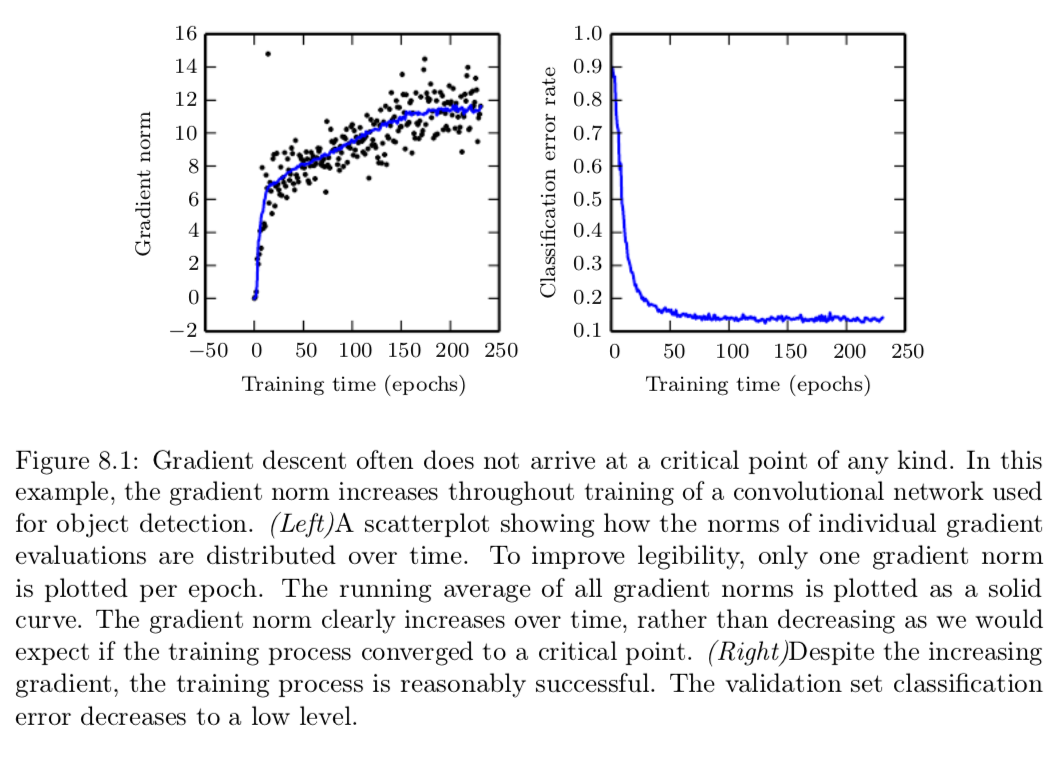 16
14
12
10
8
6
4
2
0
−2
Gradient norm
−50 0 50 100 150 200 250
Training time (epochs)
1.0
0.9
0.8
0.7
0.6
0.5
0.4
0.3
0.2
0.1
Classification error rate
0 50 100 150 200 250
Training time (epochs)
Figure 8.1: Gradient descent often does not arrive at a critical point of any kind. In this
example, the gradient norm increases throughout training of a convolutional network used
for object detection. (Left)A scatterplot showing how the norms of individual gradient
evaluations are distributed over time. To improve legibility, only one gradient norm
is plotted per epoch. The running average of all gradient norms is plotted as a solid
curve. The gradient norm clearly increases over time, rather than decreasing as we would
expect if the training process converged to a critical point. (Right)Despite the increasing
gradient, the training process is reasonably successful. The validation set classification
error decreases to a low level.